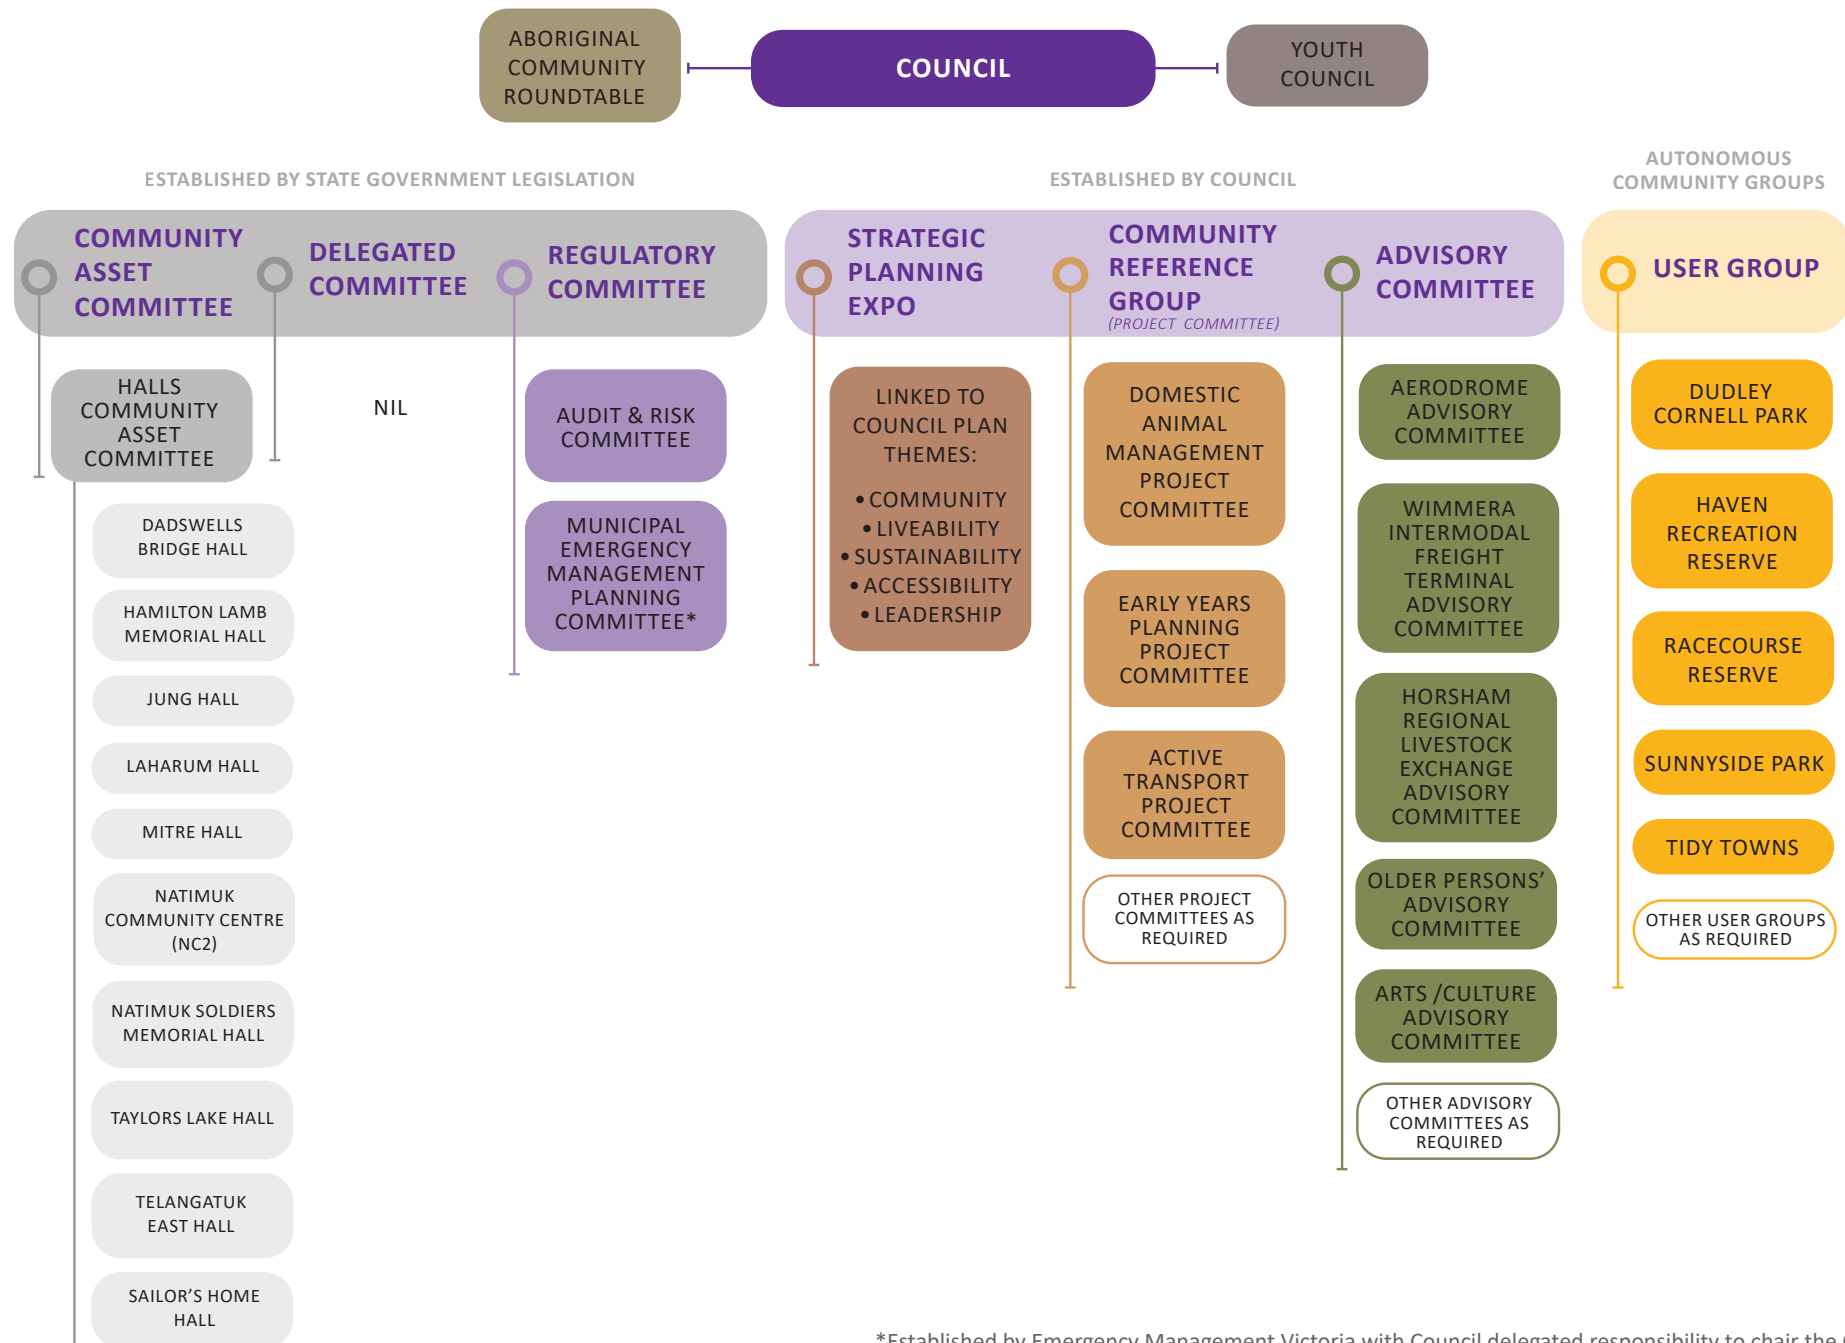 ABORIGINAL
COMMUNITY
ROUNDTABLE
COUNCIL
YOUTH
COUNCIL
ESTABLISHED BY STATE GOVERNMENT LEGISLATION
ESTABLISHED BY COUNCIL
AUTONOMOUS
COMMUNITY GROUPS
COMMUNITY
ASSET
COMMITTEE
DELEGATED
COMMITTEE
REGULATORY
COMMITTEE
STRATEGIC
PLANNING
EXPO
COMMUNITY
REFERENCE
GROUP
(PROJECT COMMITTEE)
ADVISORY
COMMITTEE
USER GROUP
HALLS
COMMUNITY
ASSET
COMMITTEE
DADSWELLS
BRIDGE HALL
HAMILTON LAMB
MEMORIAL HALL
JUNG HALL
LAHARUM HALL
MITRE HALL
NATIMUK
COMMUNITY CENTRE
(NC2)
NATIMUK SOLDIERS
MEMORIAL HALL
TAYLORS LAKE HALL
TELANGATUK
EAST HALL
SAILOR'S HOME
HALL
NIL
AUDIT & RISK
COMMITTEE
MUNICIPAL
EMERGENCY
MANAGEMENT
PLANNING
COMMITTEE*
LINKED TO
COUNCIL PLAN
THEMES:
• COMMUNITY
• LIVEABILITY
• SUSTAINABILITY
• ACCESSIBILITY
• LEADERSHIP
DOMESTIC
ANIMAL
MANAGEMENT
PROJECT
COMMITTEE
EARLY YEARS
PLANNING
PROJECT
COMMITTEE
ACTIVE
TRANSPORT
PROJECT
COMMITTEE
OTHER PROJECT
COMMITTEES AS
REQUIRED
AERODROME
ADVISORY
COMMITTEE
WIMMERA
INTERMODAL
FREIGHT
TERMINAL
ADVISORY
COMMITTEE
HORSHAM
REGIONAL
LIVESTOCK
EXCHANGE
ADVISORY
COMMITTEE
OLDER PERSONS'
ADVISORY
COMMITTEE
ARTS /CULTURE
ADVISORY
COMMITTEE
OTHER ADVISORY
COMMITTEES AS
REQUIRED
DUDLEY
CORNELL PARK
HAVEN
RECREATION
RESERVE
RACECOURSE
RESERVE
SUNNYSIDE PARK
TIDY TOWNS
OTHER USER GROUPS
AS REQUIRED
*Established by Emergency Management Victoria with Council delegated responsibility to chair the